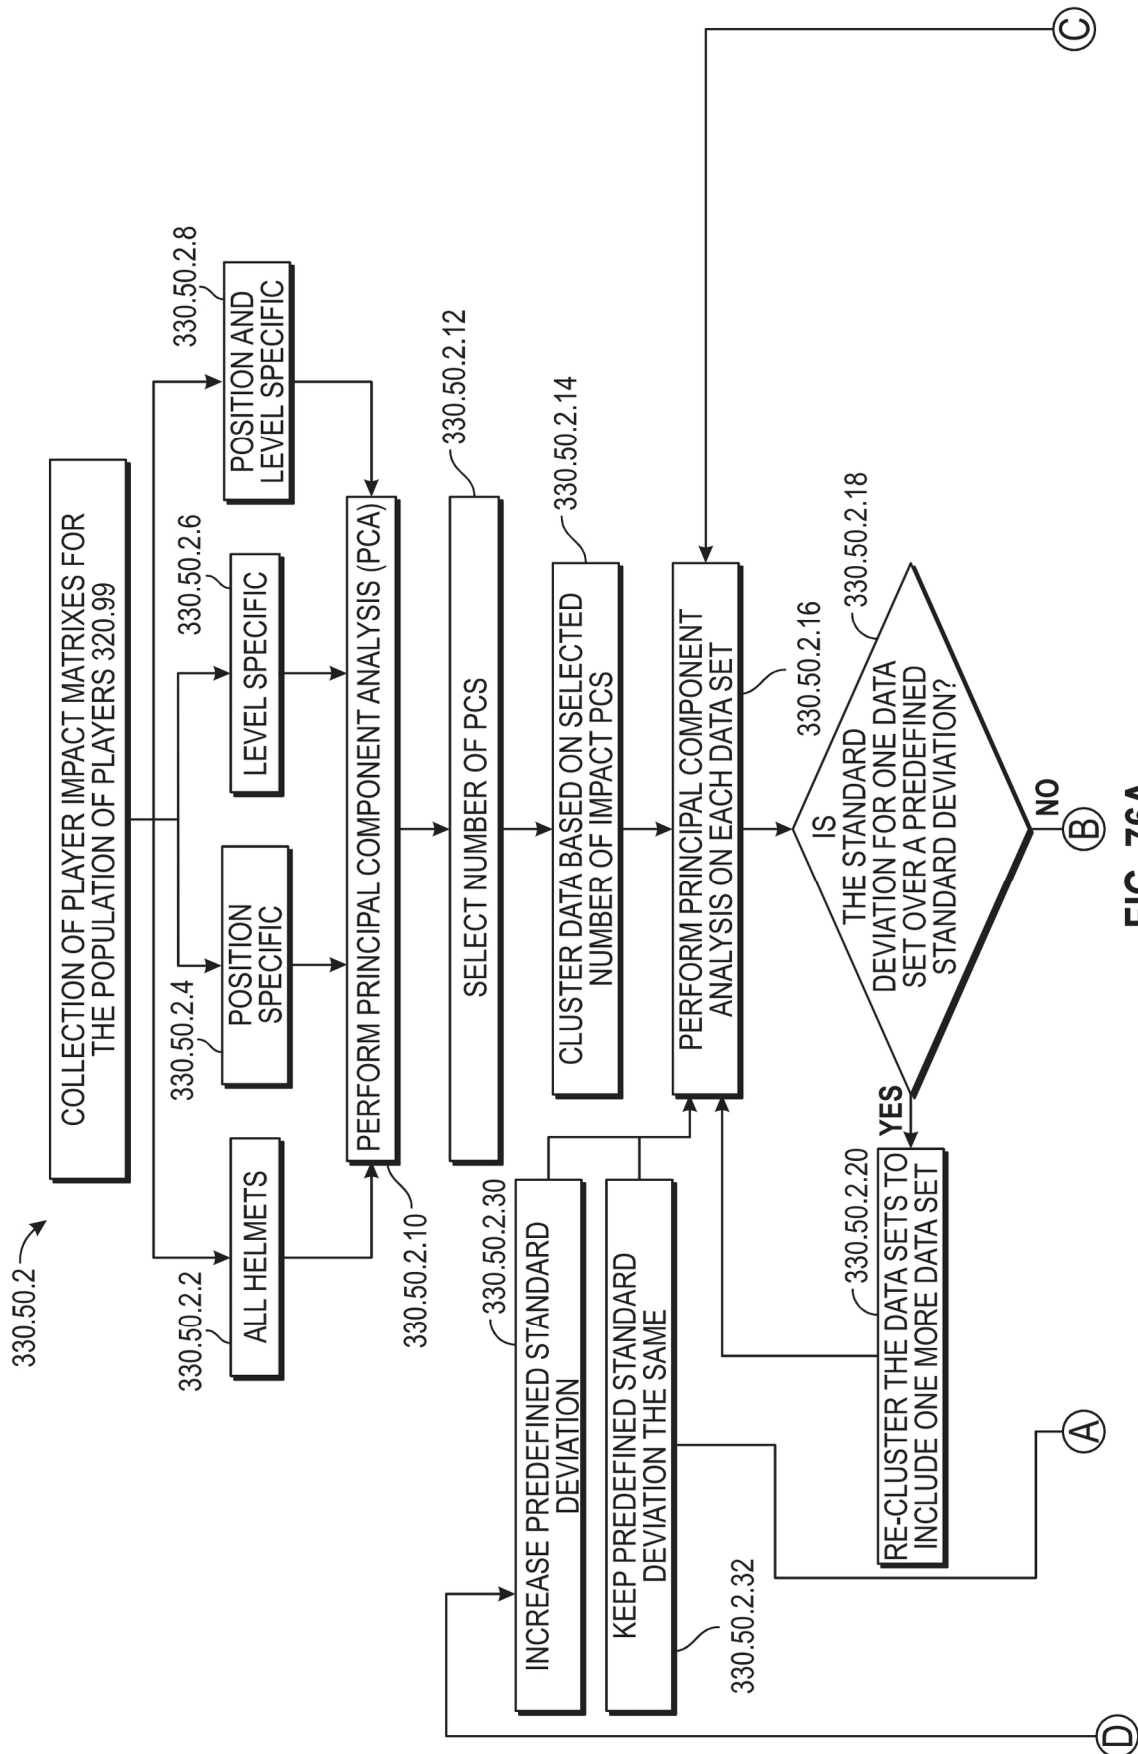 330.50.2
COLLECTION OF PLAYER IMPACT MATRIXES FOR
THE POPULATION OF PLAYERS 320.99
330.50.2.2
ALL HELMETS
330.50.2.4
POSITION
SPECIFIC
330.50.2.6
LEVEL SPECIFIC
330.50.2.8
POSITION AND
LEVEL SPECIFIC
330.50.2.10
PERFORM PRINCIPAL COMPONENT ANALYSIS (PCA)
330.50.2.12
SELECT NUMBER OF PCS
330.50.2.14
CLUSTER DATA BASED ON SELECTED
NUMBER OF IMPACT PCS
330.50.2.30
INCREASE PREDEFINED STANDARD
DEVIATION
KEEP PREDEFINED STANDARD
DEVIATION THE SAME
330.50.2.32
PERFORM PRINCIPAL COMPONENT
ANALYSIS ON EACH DATA SET
330.50.2.16
330.50.2.18
IS
THE STANDARD
DEVIATION FOR ONE DATA
SET OVER A PREDEFINED
STANDARD DEVIATION?
YES
330.50.2.20
RE-CLUSTER THE DATA SETS TO
INCLUDE ONE MORE DATA SET
NO
D
A
B
C
FIG. 76A